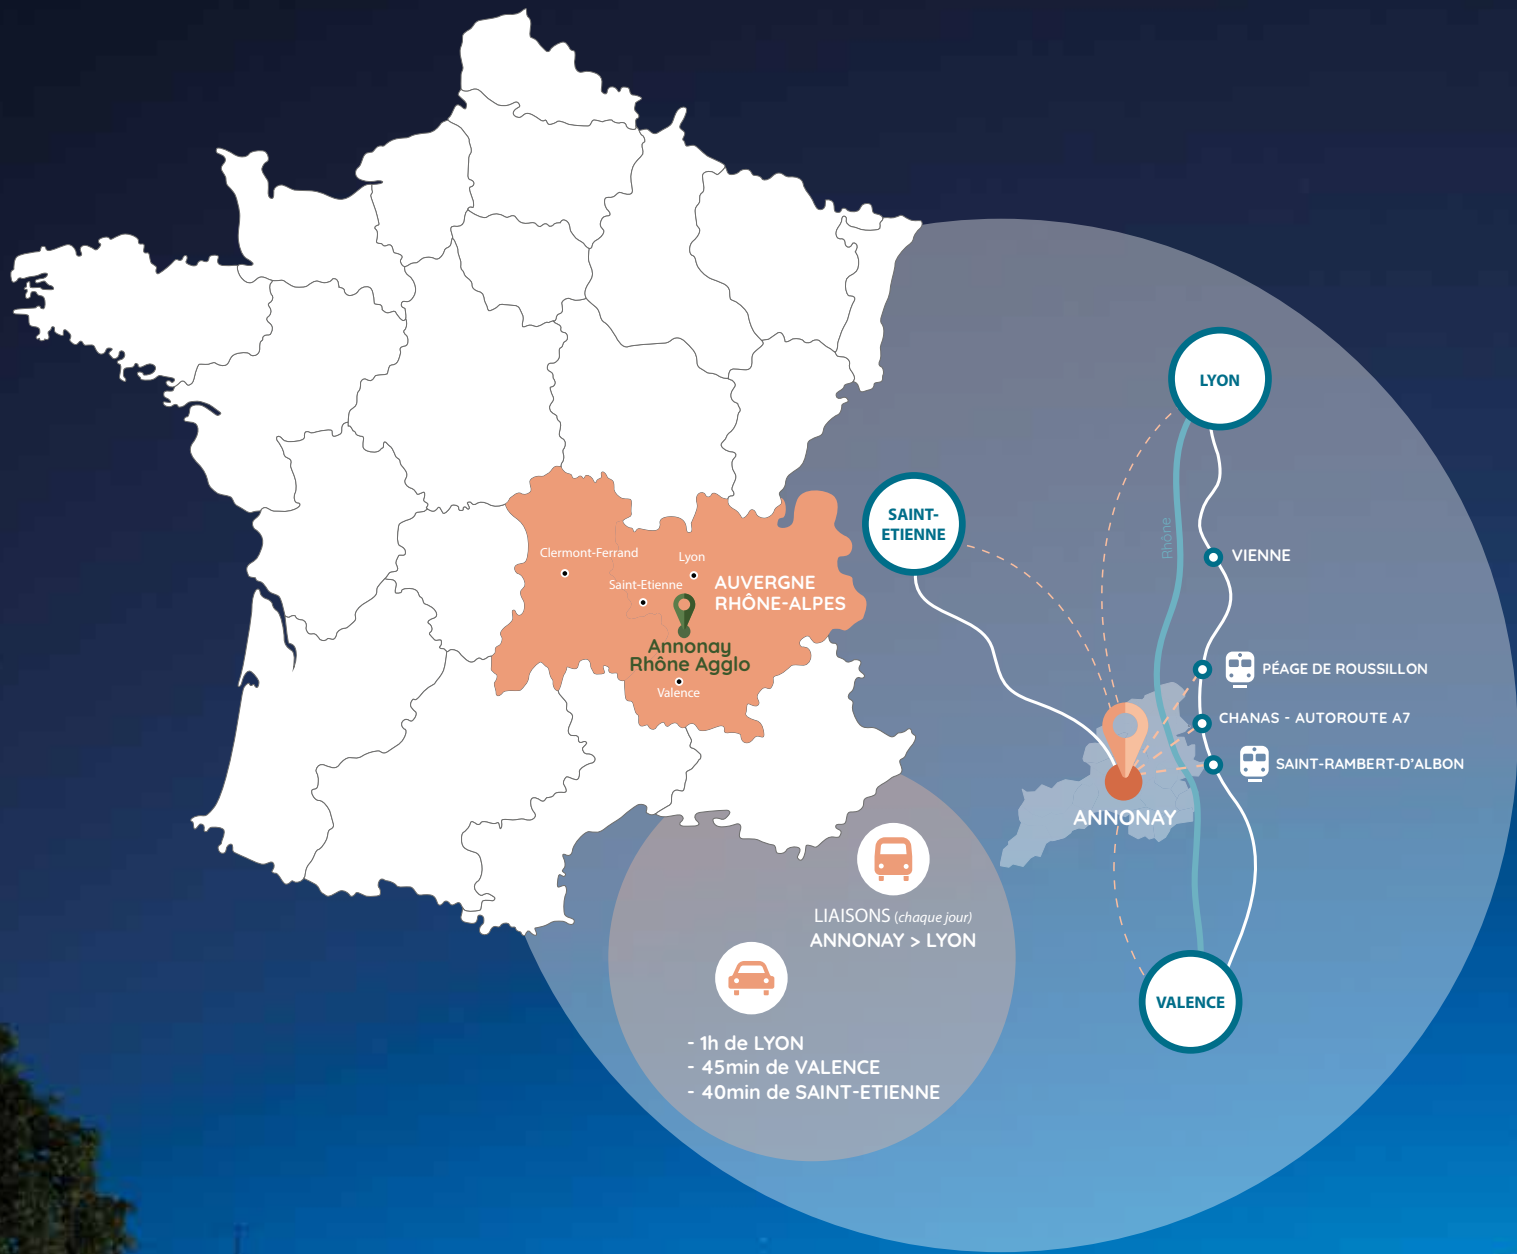 Clermont-Ferrand
Lyon
Saint-Etienne
AUVERGNE
RHÔNE-ALPES
Annonay
Rhône Agglo
Valence
LYON
SAINT-
ETIENNE
Rhône
VIENNE
PÉAGE DE ROUSSILLON
CHANAS - AUTOROUTE A7
SAINT-RAMBERT-D'ALBON
ANNONAY
VALENCE
LIAISONS (chaque jour)
ANNONAY > LYON
- 1h de LYON
- 45min de VALENCE
- 40min de SAINT-ETIENNE